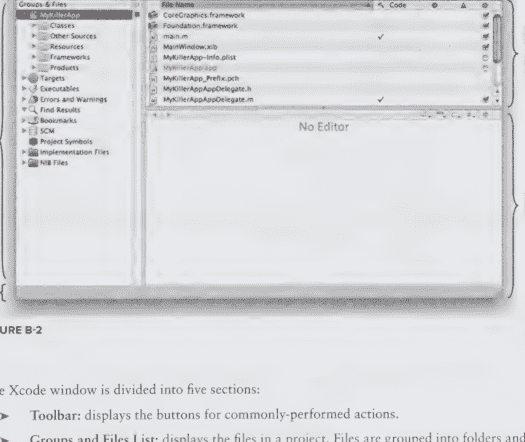 Groups & Files
MyKillerApp
Classes
Other Sources
Resources
Frameworks
Products
Targets
Executables
Errors and Warnings
Find Results
Bookmarks
SCM
Project Symbols
Implementation Files
NIB Files
File Name
Code
CoreGraphics.framework
Foundation.framework
main.m
MainWindow.xib
MyKillerApp-Info.plist
MyKillerApp.app
MyKillerApp_Prefix.pch
MyKillerAppAppDelegate.h
MyKillerAppAppDelegate.m
No Editor
URE B-2
e Xcode window is divided into five sections:
Toolbar: displays the buttons for commonly-performed actions.
Groups and Files List: displays the files in a project. Files are grouped into folders and